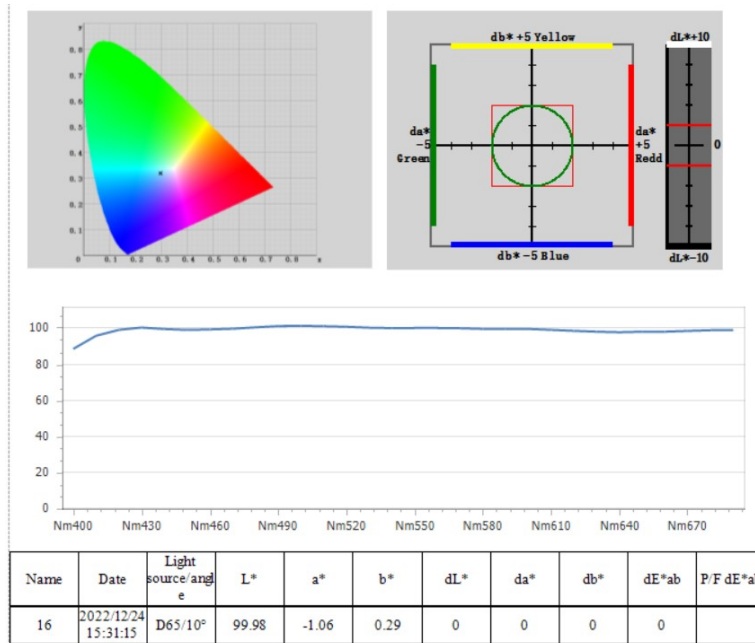 y
0.8
0.7
0.6
0.5
0.4
0.3
0.2
0.1
0.1 0.2 0.3 0.4 0.5 0.6 0.7 0.8 x
db* +5 Yellow
da*
-5
Green
da*
+5
Redd
db* -5 Blue
dL*+10
0
dL*-10
100
80
60
40
20
0
Nm400 Nm430 Nm460 Nm490 Nm520 Nm550 Nm580 Nm610 Nm640 Nm670
Name Date Light source/angl e L* a* b* dL* da* db* dE*ab P/F dE*a
16 2022/12/24 15:31:15 D65/10° 99.98 -1.06 0.29 0 0 0 0